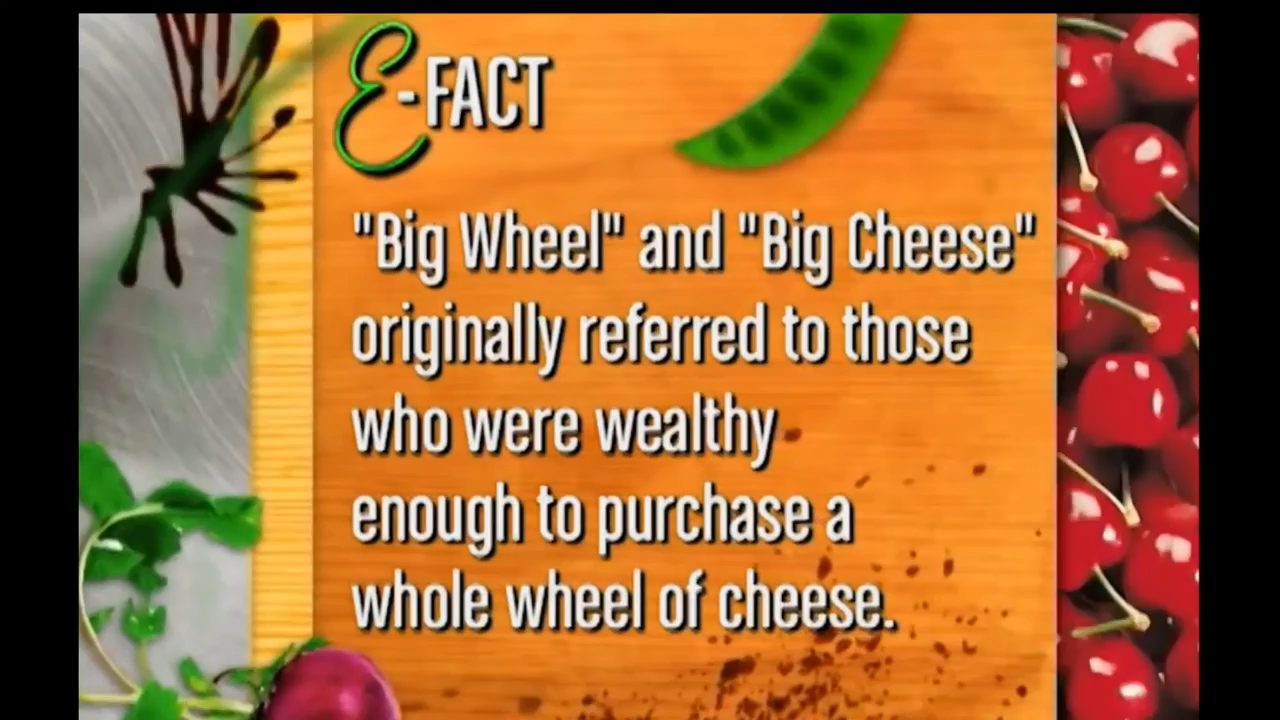 E-FACT
"Big Wheel" and "Big Cheese"
originally referred to those
who were wealthy
enough to purchase a
whole wheel of cheese.